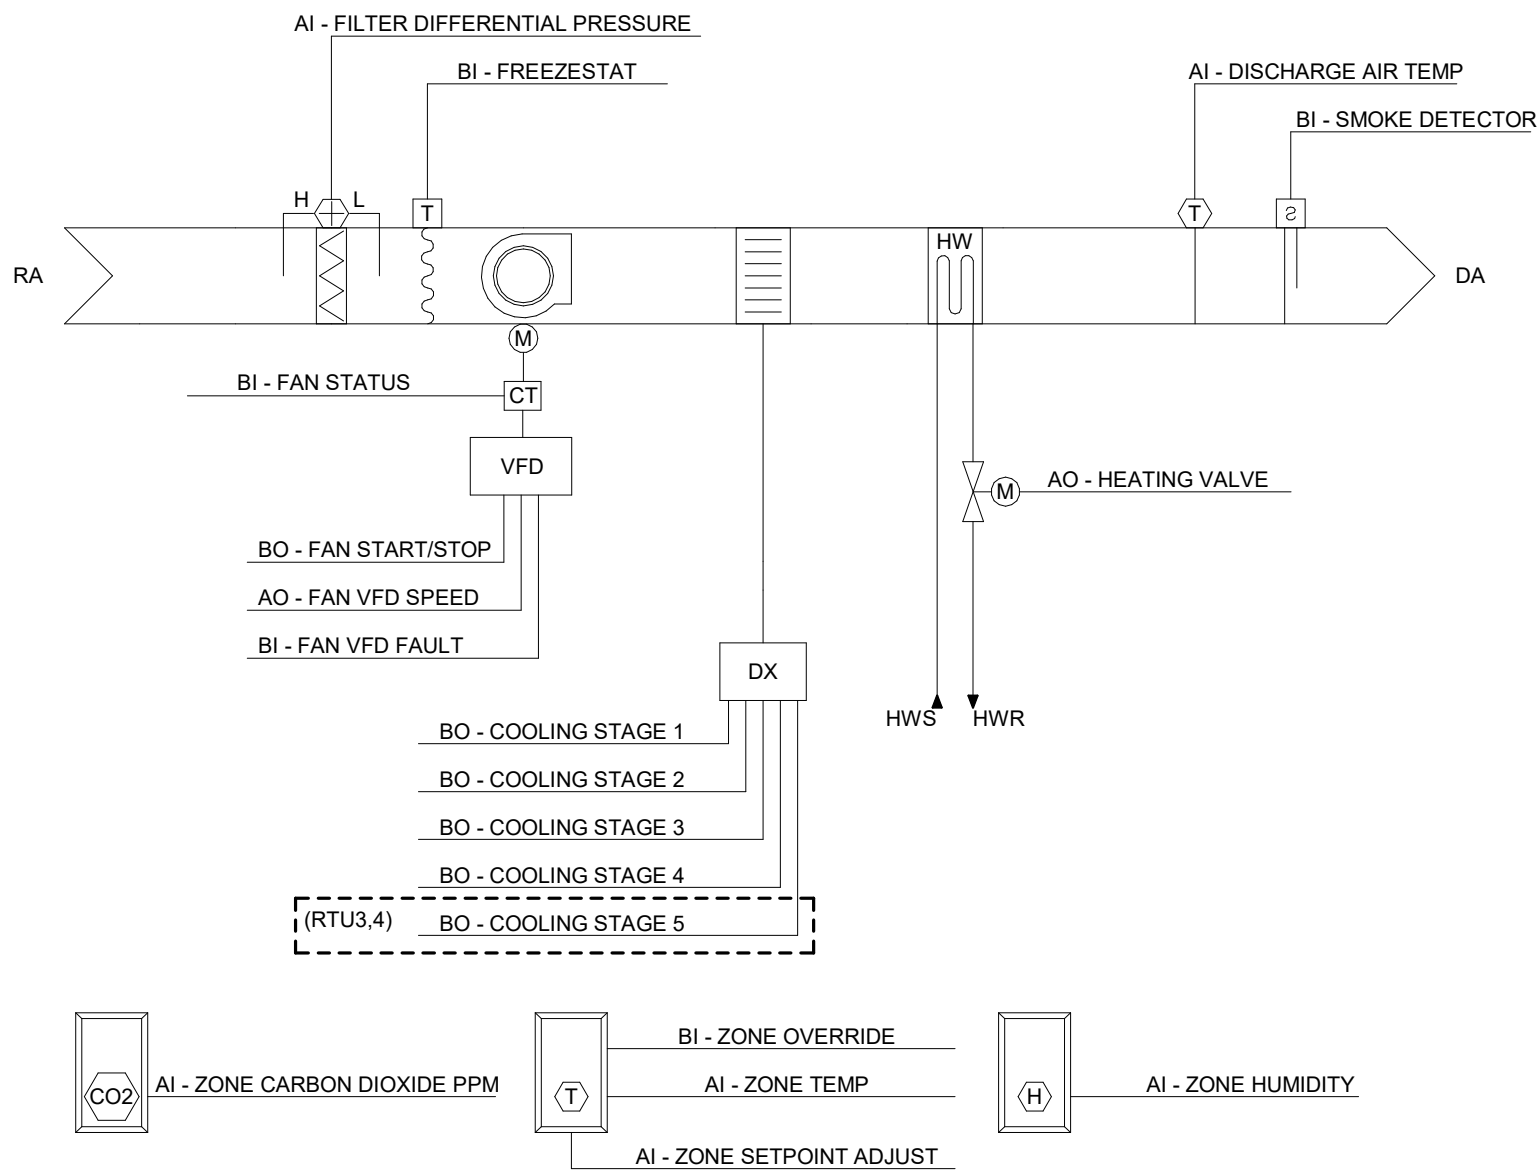 AI - FILTER DIFFERENTIAL PRESSURE
BI - FREEZESTAT
AI - DISCHARGE AIR TEMP
BI - SMOKE DETECTOR
H L
T
T
S
HW
RA
DA
M
BI - FAN STATUS
CT
VFD
M
AO - HEATING VALVE
BO - FAN START/STOP
AO - FAN VFD SPEED
BI - FAN VFD FAULT
DX
HWS
HWR
BO - COOLING STAGE 1
BO - COOLING STAGE 2
BO - COOLING STAGE 3
BO - COOLING STAGE 4
(RTU3,4) BO - COOLING STAGE 5
CO2
AI - ZONE CARBON DIOXIDE PPM
T
BI - ZONE OVERRIDE
AI - ZONE TEMP
AI - ZONE SETPOINT ADJUST
H
AI - ZONE HUMIDITY